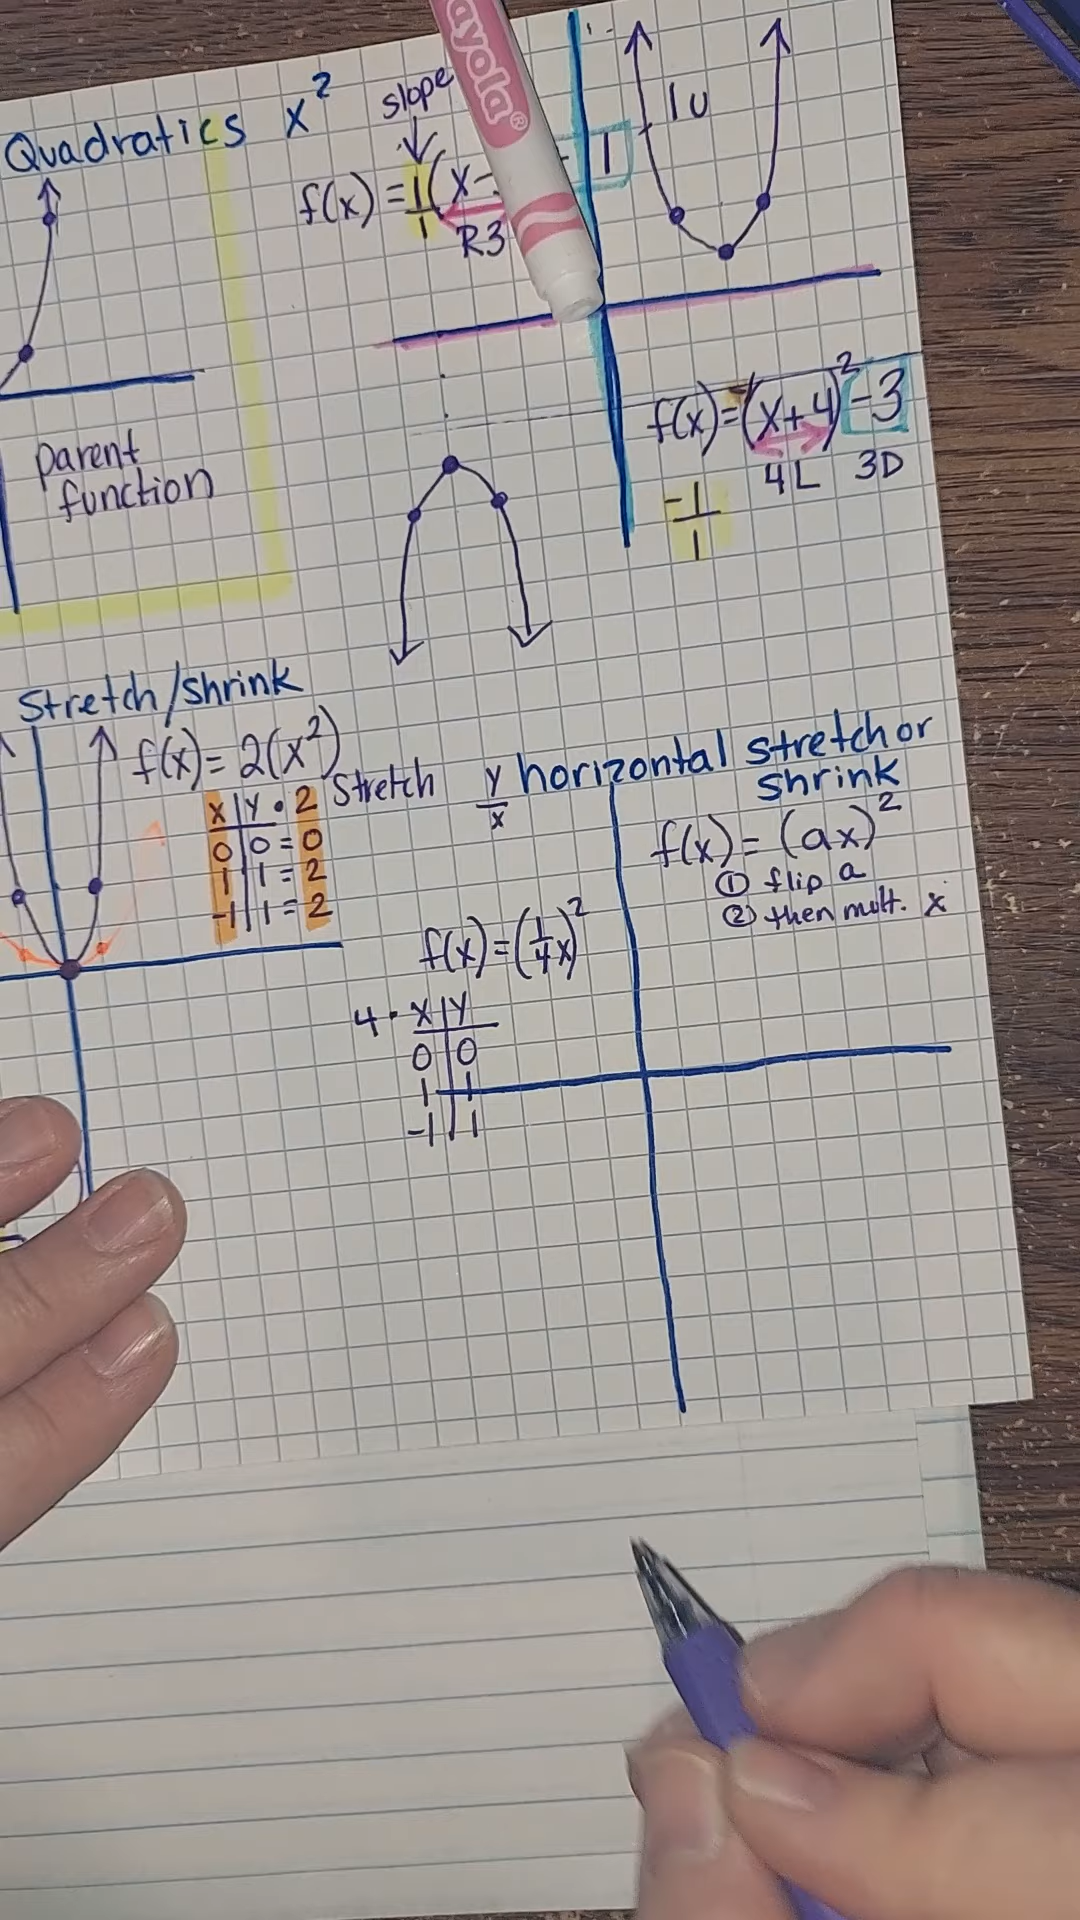 Quadratics x²
slope
f(x) = 1/1 (x-
R3
1
1U
ayola®
parent
function
f(x)=-(x+4)²-3
4L 3D
-1/1
Stretch/shrink
f(x)= 2(x²)
Stretch
x | y • 2
0 | 0 = 0
1 | 1 = 2
-1 | 1 = 2
y/x
horizontal stretch or
shrink
f(x)= (ax)²
① flip a
② then mult. x
f(x)=(1/4x)²
4 • x | y
0 | 0
1 | 1
-1 | 1